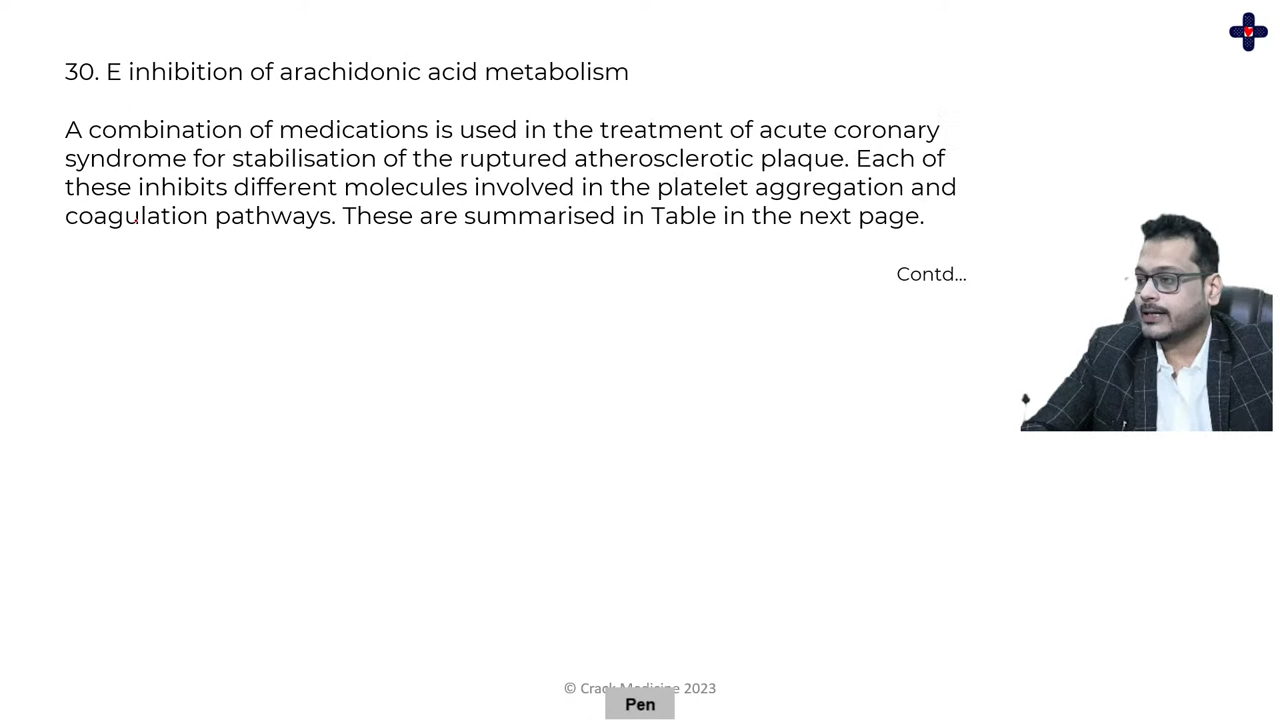 30. E inhibition of arachidonic acid metabolism
A combination of medications is used in the treatment of acute coronary
syndrome for stabilisation of the ruptured atherosclerotic plaque. Each of
these inhibits different molecules involved in the platelet aggregation and
coagulation pathways. These are summarised in Table in the next page.
Contd...
© Crack Medicine 2023
Pen